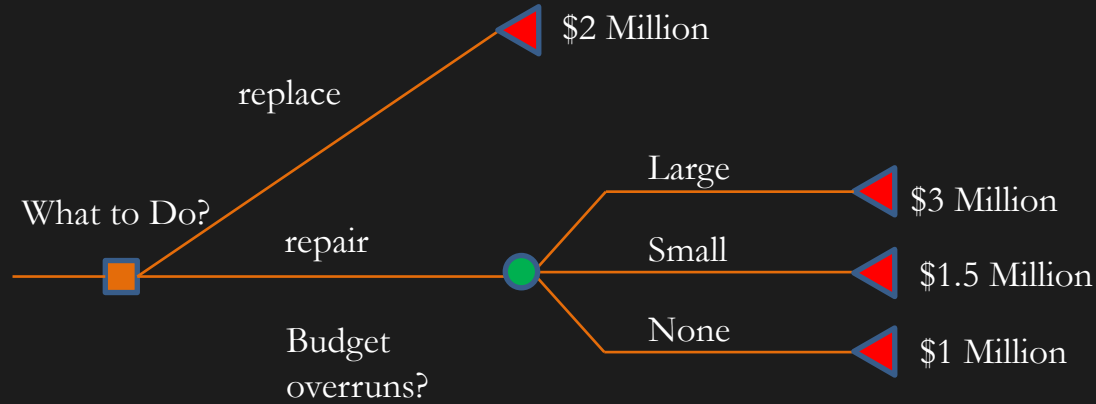 $2 Million
replace
Large
$3 Million
What to Do?
repair
Small
$1.5 Million
None
$1 Million
Budget
overruns?